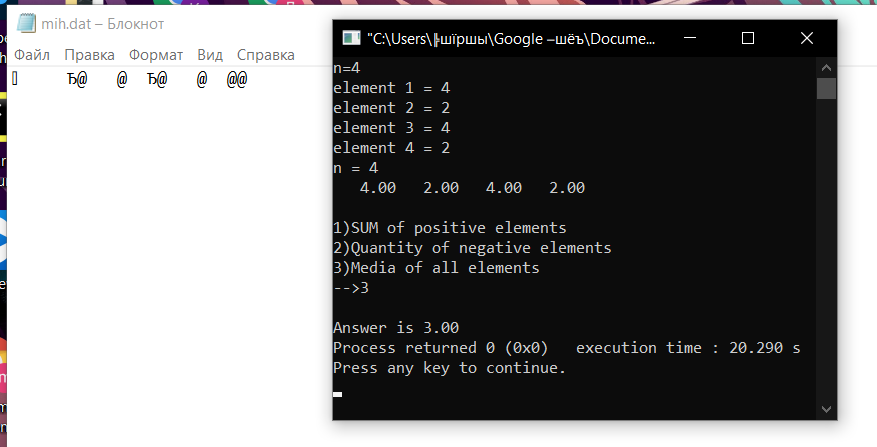 mih.dat – Блокнот
Файл Правка Формат Вид Справка
Ђ@ @ Ђ@ @ @@
"C:\Users\╠шїршы\Google –шёъ\Docume...
n=4
element 1 = 4
element 2 = 2
element 3 = 4
element 4 = 2
n = 4
4.00 2.00 4.00 2.00
1)SUM of positive elements
2)Quantity of negative elements
3)Media of all elements
-->3
Answer is 3.00
Process returned 0 (0x0) execution time : 20.290 s
Press any key to continue.